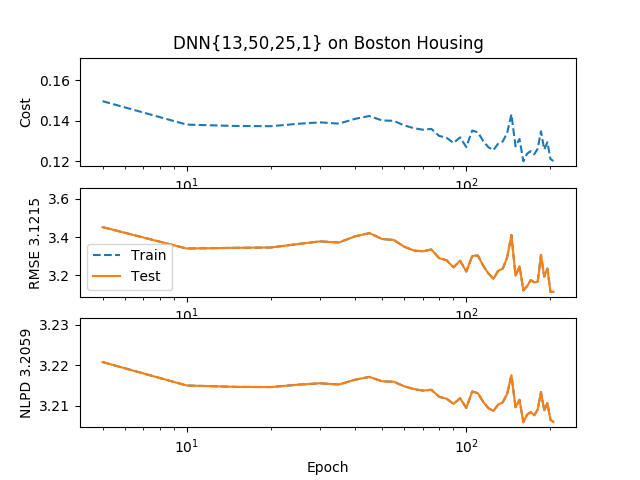 DNN{13,50,25,1} on Boston Housing
Cost
0.16
0.14
0.12
10¹
10²
RMSE 3.1215
3.6
3.4
3.2
Train
Test
10¹
10²
NLPD 3.2059
3.23
3.22
3.21
10¹
10²
Epoch